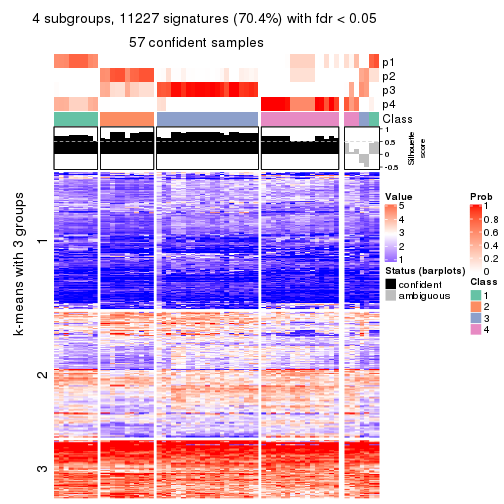 4 subgroups, 11227 signatures (70.4%) with fdr < 0.05
57 confident samples
p1
p2
p3
p4
Class
1
0.5
0
-0.5
Silhouette
score
k-means with 3 groups
1
2
3
Value
5
4
3
2
1
Status (barplots)
confident
ambiguous
Prob
1
0.8
0.6
0.4
0.2
0
Class
1
2
3
4